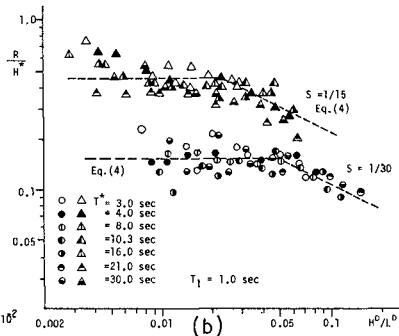 1.0
R
H*
S =1/15
Eq.(4)
S = 1/30
Eq.(4)
0.1
0.05
T* = 3.0 sec
= 4.0 sec
= 8.0 sec
=10.3 sec
=16.0 sec
=21.0 sec
=30.0 sec
T₁ = 1.0 sec
10²
0.002
0.01
0.05
0.1
H⁰/L⁰
(b)